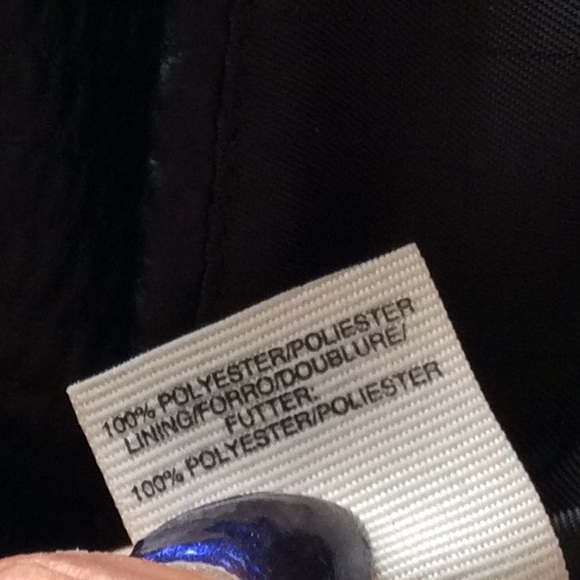 100% POLYESTER/POLIESTER
LINING/FORRO/DOUBLURE/
FUTTER:
100% POLYESTER/POLIESTER